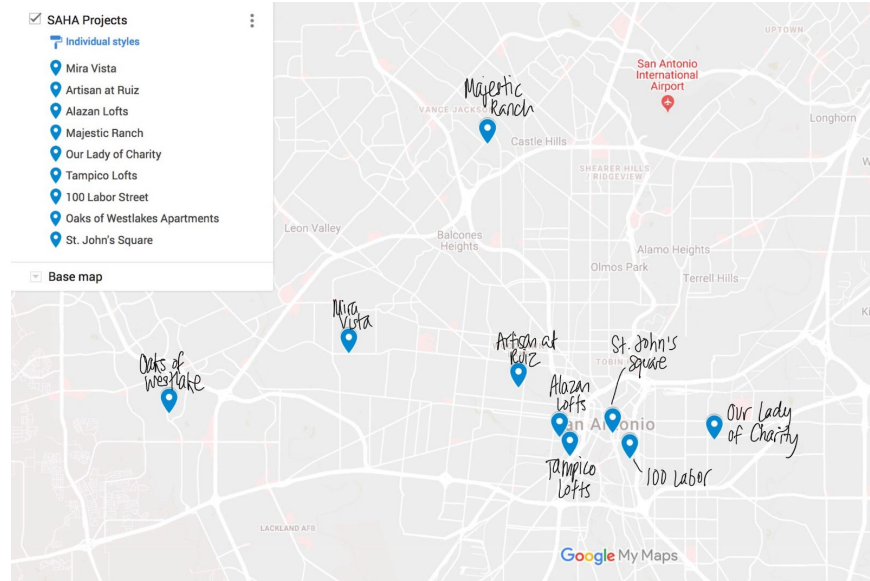 SAHA Projects
Individual styles
Mira Vista
Artisan at Ruiz
Alazan Lofts
Majestic Ranch
Our Lady of Charity
Tampico Lofts
100 Labor Street
Oaks of Westlakes Apartments
St. John's Square
Base map
UPTOWN
San Antonio
International
Airport
Majestic
Ranch
VANCE JACKSON
Longhorn
Castle Hills
SHEARER HILLS
/ RIDGEVIEW
Leon Valley
Balcones
Heights
Alamo Heights
Olmos Park
Terrell Hills
Mira
Vista
Artisan at
Ruiz
St. John's
Square
Oaks of
Westlake
Alazan
Lofts
San Antonio
Our Lady
of Charity
Tampico
Lofts
100 Labor
LACKLAND AFB
Google My Maps